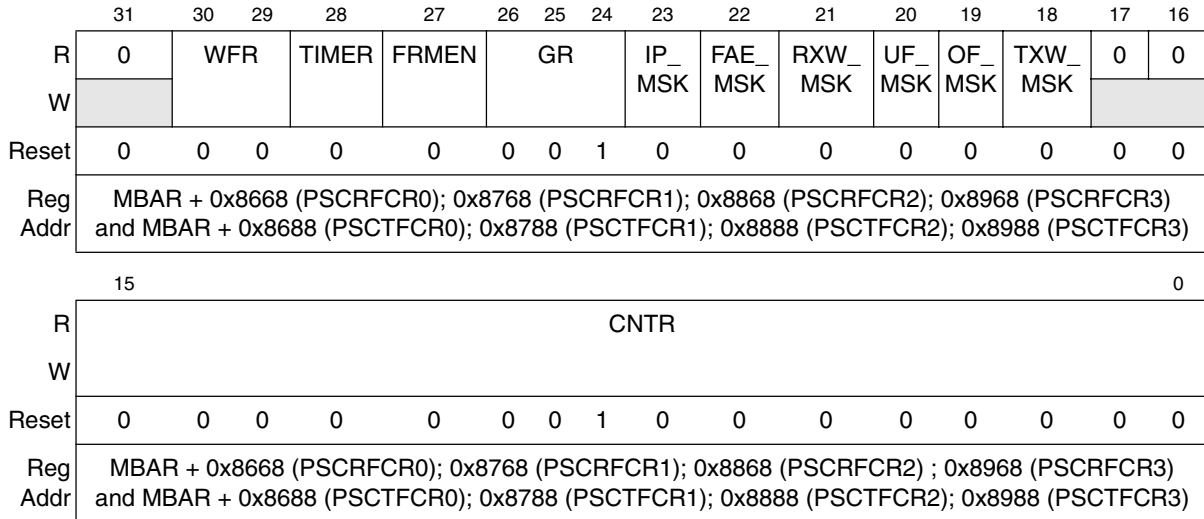 31 30 29 28 27 26 25 24 23 22 21 20 19 18 17 16
R 0 WFR TIMER FRMEN GR IP_ FAE_ RXW_ UF_ OF_ TXW_ 0 0
MSK MSK MSK MSK MSK MSK
W
Reset 0 0 0 0 0 0 0 1 0 0 0 0 0 0 0 0
Reg MBAR + 0x8668 (PSCRFCR0); 0x8768 (PSCRFCR1); 0x8868 (PSCRFCR2); 0x8968 (PSCRFCR3)
Addr and MBAR + 0x8688 (PSCTFCR0); 0x8788 (PSCTFCR1); 0x8888 (PSCTFCR2); 0x8988 (PSCTFCR3)
15 0
R CNTR
W
Reset 0 0 0 0 0 0 0 1 0 0 0 0 0 0 0 0
Reg MBAR + 0x8668 (PSCRFCR0); 0x8768 (PSCRFCR1); 0x8868 (PSCRFCR2) ; 0x8968 (PSCRFCR3)
Addr and MBAR + 0x8688 (PSCTFCR0); 0x8788 (PSCTFCR1); 0x8888 (PSCTFCR2); 0x8988 (PSCTFCR3)